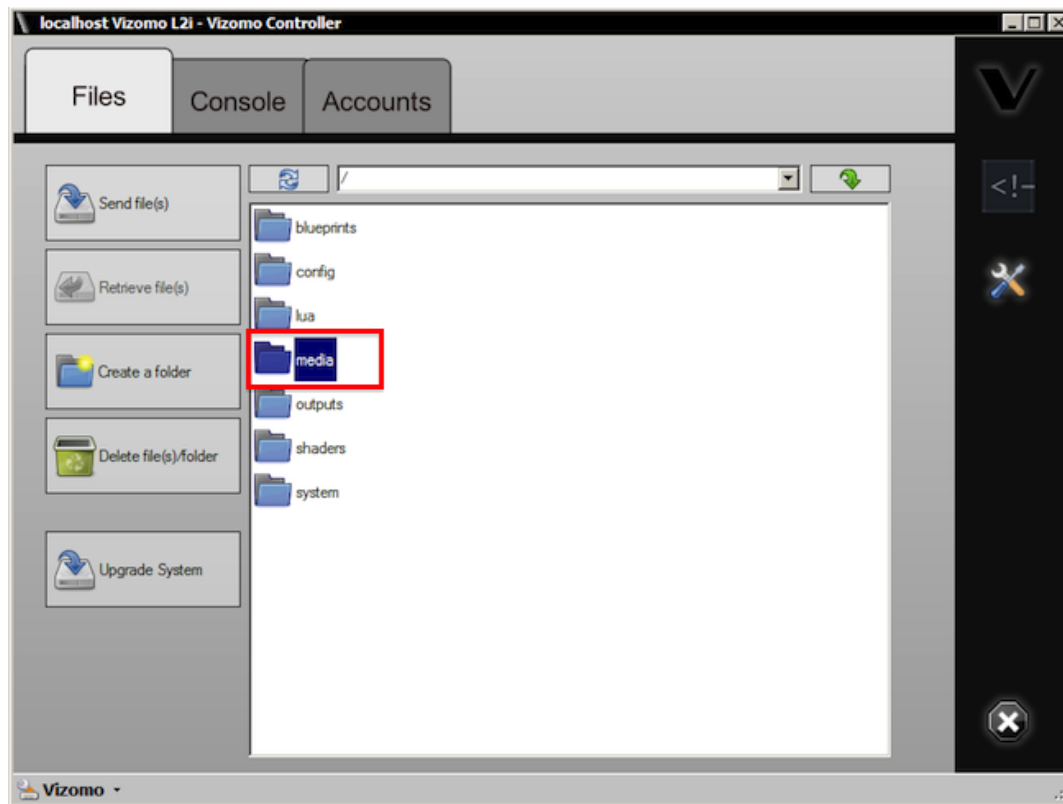 localhost Vizomo L2i - Vizomo Controller
Files
Console
Accounts
Send file(s)
Retrieve file(s)
Create a folder
Delete file(s)/folder
Upgrade System
/
blueprints
config
lua
media
outputs
shaders
system
V
<!-
Vizomo